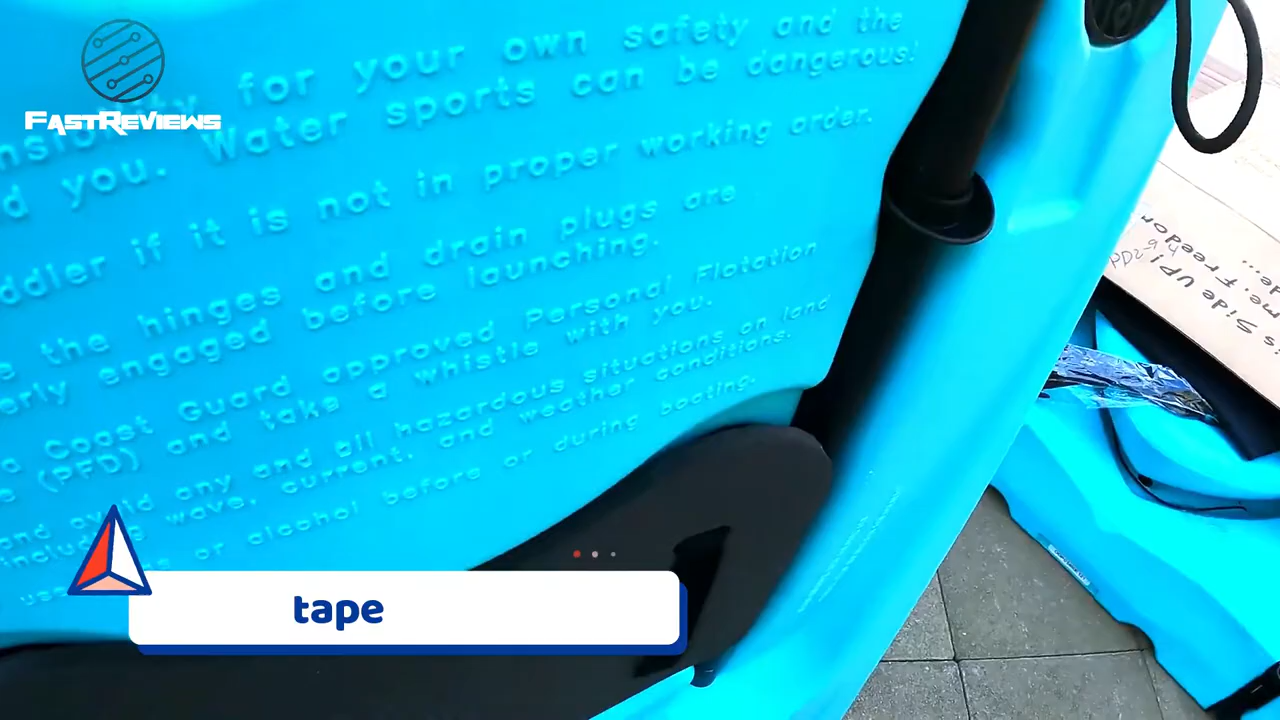 FastReviews
for your own safety and the
you. Water sports can be dangerous!
if it is not in proper working order.
the hinges and drain plugs are
engaged before launching.
Coast Guard approved Personal Flotation
(PFD) and take a whistle with you.
and avoid any and all hazardous situations on land
wave, current, and weather conditions.
or alcohol before or during boating.
Side UP!
tape